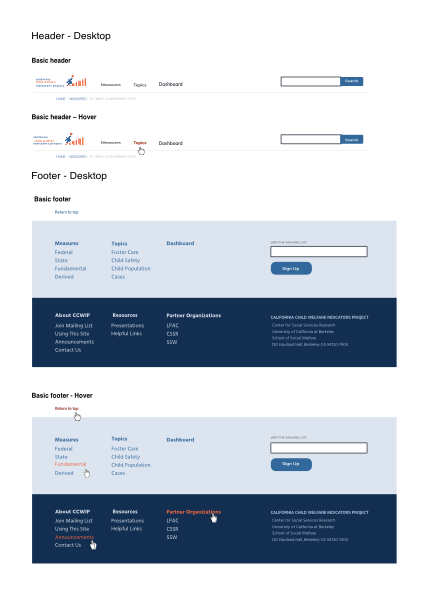 Header - Desktop
Basic header
california
child welfare
indicators project
Measures Topics Dashboard
Search
HOME / MEASURES /
Basic header – Hover
california
child welfare
indicators project
Measures Topics Dashboard
Search
HOME / MEASURES /
Footer - Desktop
Basic footer
Return to top
Measures
Federal
State
Fundamental
Derived
Topics
Foster Care
Child Safety
Child Population
Cases
Dashboard
JOIN THE MAILING LIST
Sign Up
About CCWIP
Join Mailing List
Using This Site
Announcements
Contact Us
Resources
Presentations
Helpful Links
Partner Organizations
LPAC
CSSR
SSW
CALIFORNIA CHILD WELFARE INDICATORS PROJECT
Center for Social Services Research
University of California at Berkeley
School of Social Welfare
120 Haviland Hall, Berkeley CA 94720-7400
Basic footer - Hover
Return to top
Measures
Federal
State
Fundamental
Derived
Topics
Foster Care
Child Safety
Child Population
Cases
Dashboard
JOIN THE MAILING LIST
Sign Up
About CCWIP
Join Mailing List
Using This Site
Announcements
Contact Us
Resources
Presentations
Helpful Links
Partner Organizations
LPAC
CSSR
SSW
CALIFORNIA CHILD WELFARE INDICATORS PROJECT
Center for Social Services Research
University of California at Berkeley
School of Social Welfare
120 Haviland Hall, Berkeley CA 94720-7400